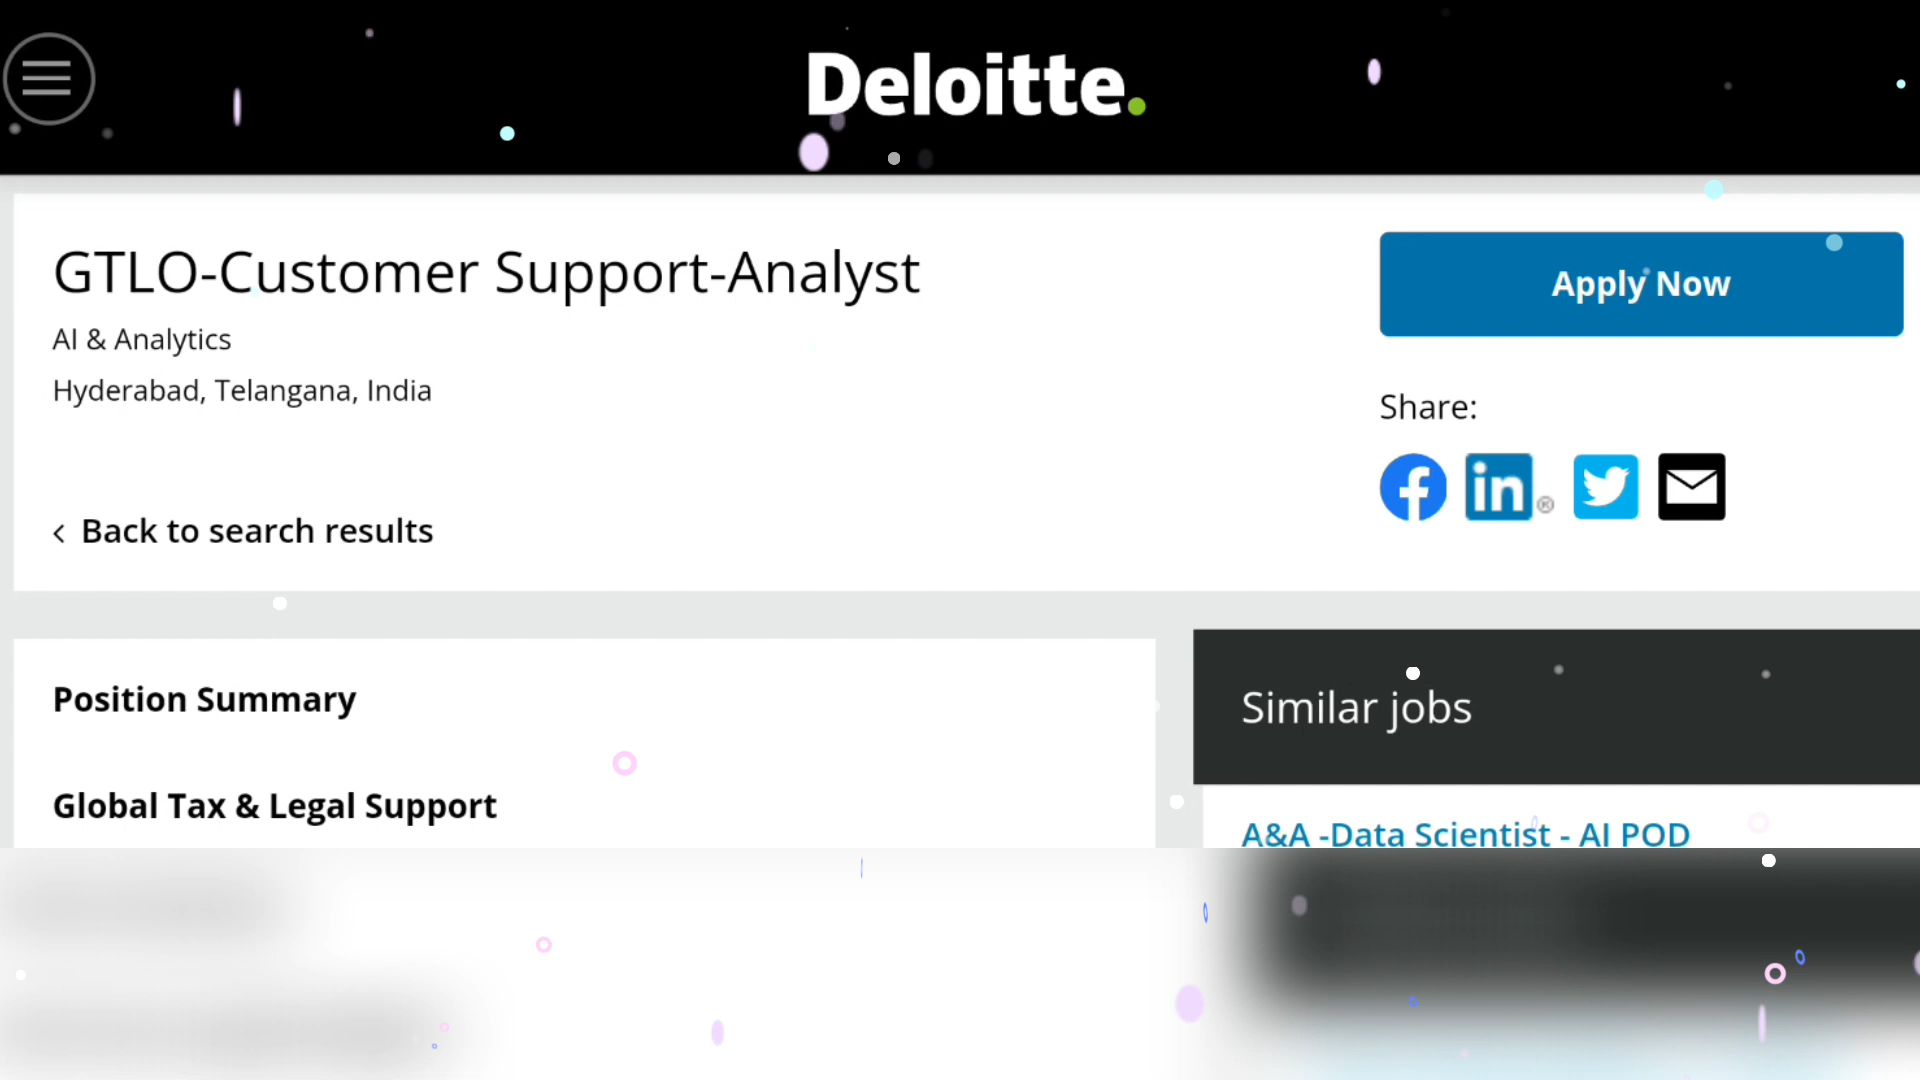 Deloitte.
GTLO-Customer Support-Analyst
AI & Analytics
Hyderabad, Telangana, India
Back to search results
Apply Now
Share:
in
Position Summary
Global Tax & Legal Support
Similar jobs
A&A -Data Scientist - AI POD